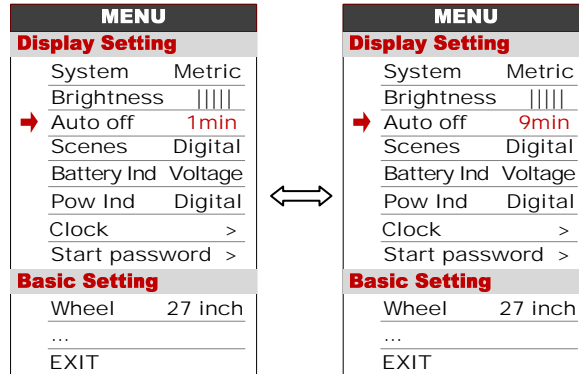 MENU
Display Setting
System Metric
Brightness |||||
Auto off 1min
Scenes Digital
Battery Ind Voltage
Pow Ind Digital
Clock >
Start password >
Basic Setting
Wheel 27 inch
...
EXIT
MENU
Display Setting
System Metric
Brightness |||||
Auto off 9min
Scenes Digital
Battery Ind Voltage
Pow Ind Digital
Clock >
Start password >
Basic Setting
Wheel 27 inch
...
EXIT